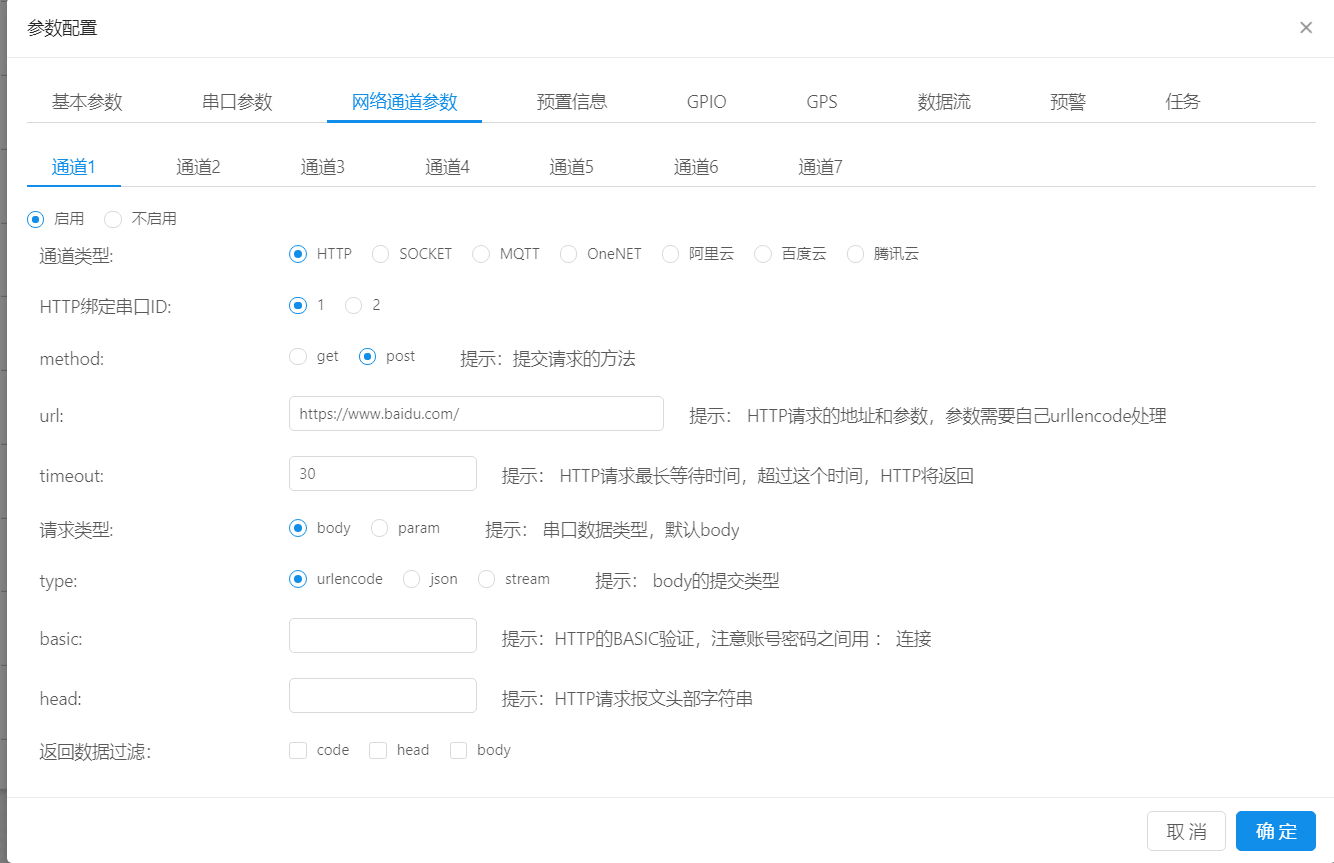 参数配置
基本参数 串口参数 网络通道参数 预置信息 GPIO GPS 数据流 预警 任务
通道1 通道2 通道3 通道4 通道5 通道6 通道7
启用 不启用
通道类型: HTTP SOCKET MQTT OneNET 阿里云 百度云 腾讯云
HTTP绑定串口ID: 1 2
method: get post 提示：提交请求的方法
url: https://www.baidu.com/ 提示： HTTP请求的地址和参数，参数需要自己urllencode处理
timeout: 30 提示： HTTP请求最长等待时间，超过这个时间，HTTP将返回
请求类型: body param 提示： 串口数据类型，默认body
type: urlencode json stream 提示： body的提交类型
basic: 提示：HTTP的BASIC验证，注意账号密码之间用 ： 连接
head: 提示：HTTP请求报文头部字符串
返回数据过滤： code head body
取 消 确 定